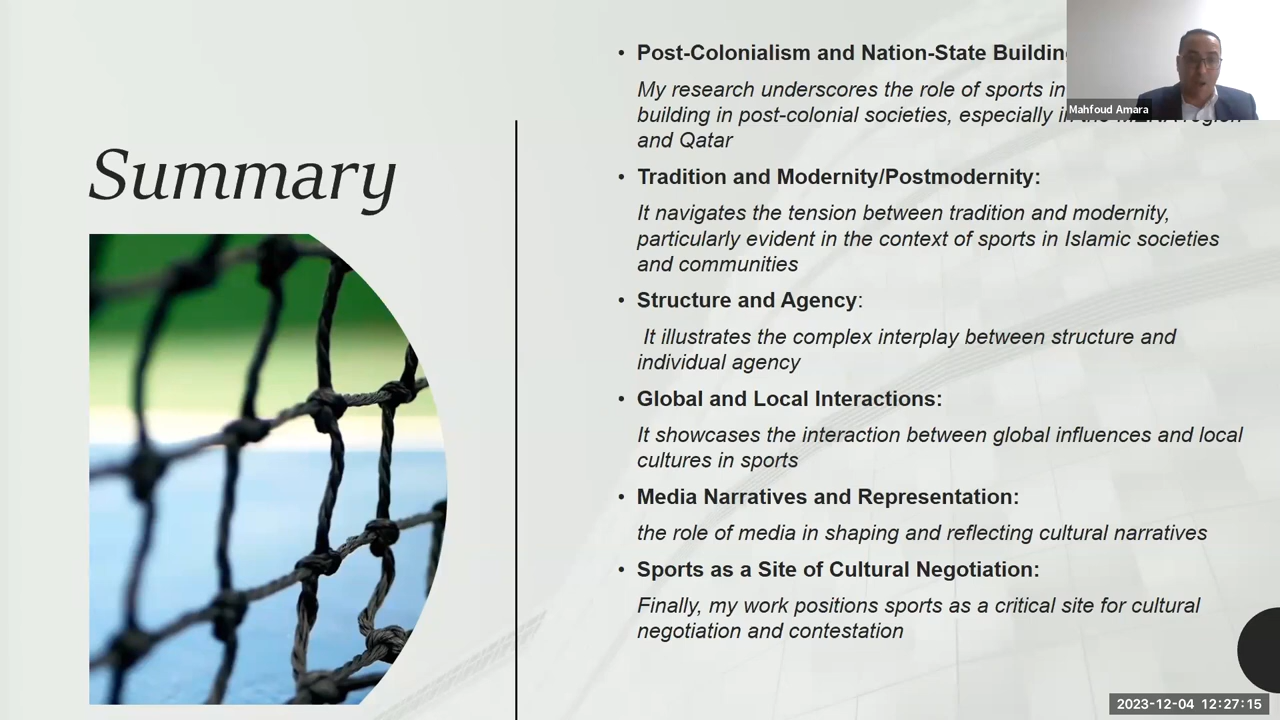 Summary
• Post-Colonialism and Nation-State Building
My research underscores the role of sports in
building in post-colonial societies, especially in the MENA region
and Qatar
• Tradition and Modernity/Postmodernity:
It navigates the tension between tradition and modernity,
particularly evident in the context of sports in Islamic societies
and communities
• Structure and Agency:
It illustrates the complex interplay between structure and
individual agency
• Global and Local Interactions:
It showcases the interaction between global influences and local
cultures in sports
• Media Narratives and Representation:
the role of media in shaping and reflecting cultural narratives
• Sports as a Site of Cultural Negotiation:
Finally, my work positions sports as a critical site for cultural
negotiation and contestation
Mahfoud Amara
2023-12-04 12:27:15